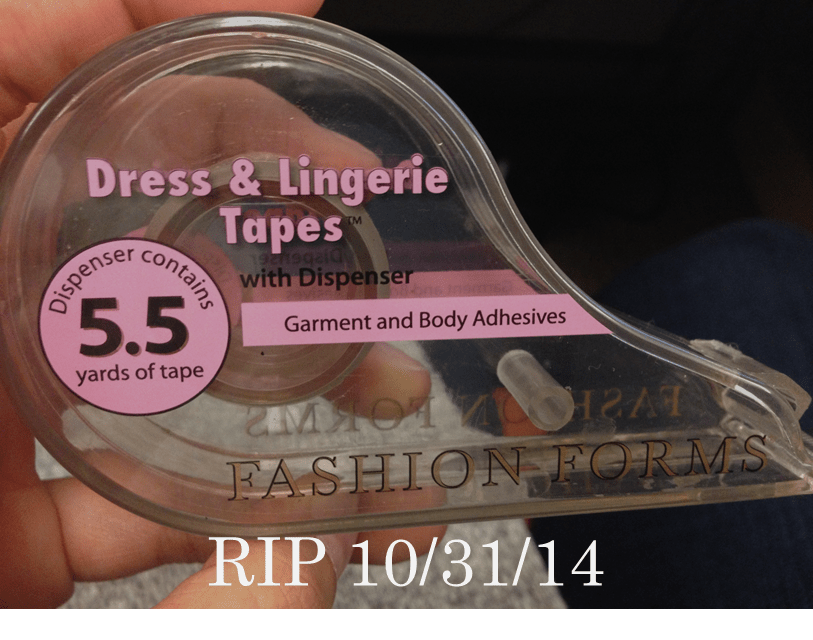 Dress & Lingerie
Tapes™
with Dispenser
Garment and Body Adhesives
Dispenser contains
5.5
yards of tape
FASHION FORMS
RIP 10/31/14